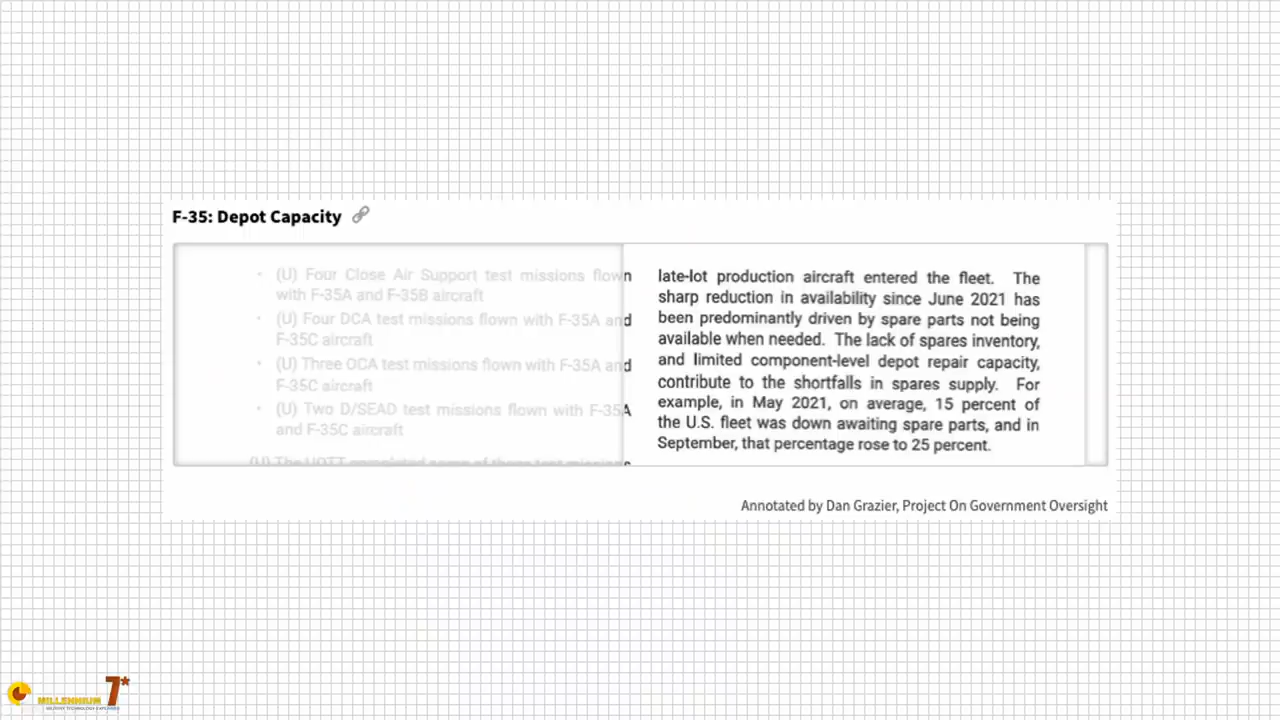 F-35: Depot Capacity
• (U) Four Close Air Support test missions flown
with F-35A and F-35B aircraft
• (U) Four DCA test missions flown with F-35A and
F-35C aircraft
• (U) Three OCA test missions flown with F-35A and
F-35C aircraft
• (U) Two D/SEAD test missions flown with F-35A
and F-35C aircraft
late-lot production aircraft entered the fleet. The
sharp reduction in availability since June 2021 has
been predominantly driven by spare parts not being
available when needed. The lack of spares inventory,
and limited component-level depot repair capacity,
contribute to the shortfalls in spares supply. For
example, in May 2021, on average, 15 percent of
the U.S. fleet was down awaiting spare parts, and in
September, that percentage rose to 25 percent.
Annotated by Dan Grazier, Project On Government Oversight
MILLENNIUM 7*